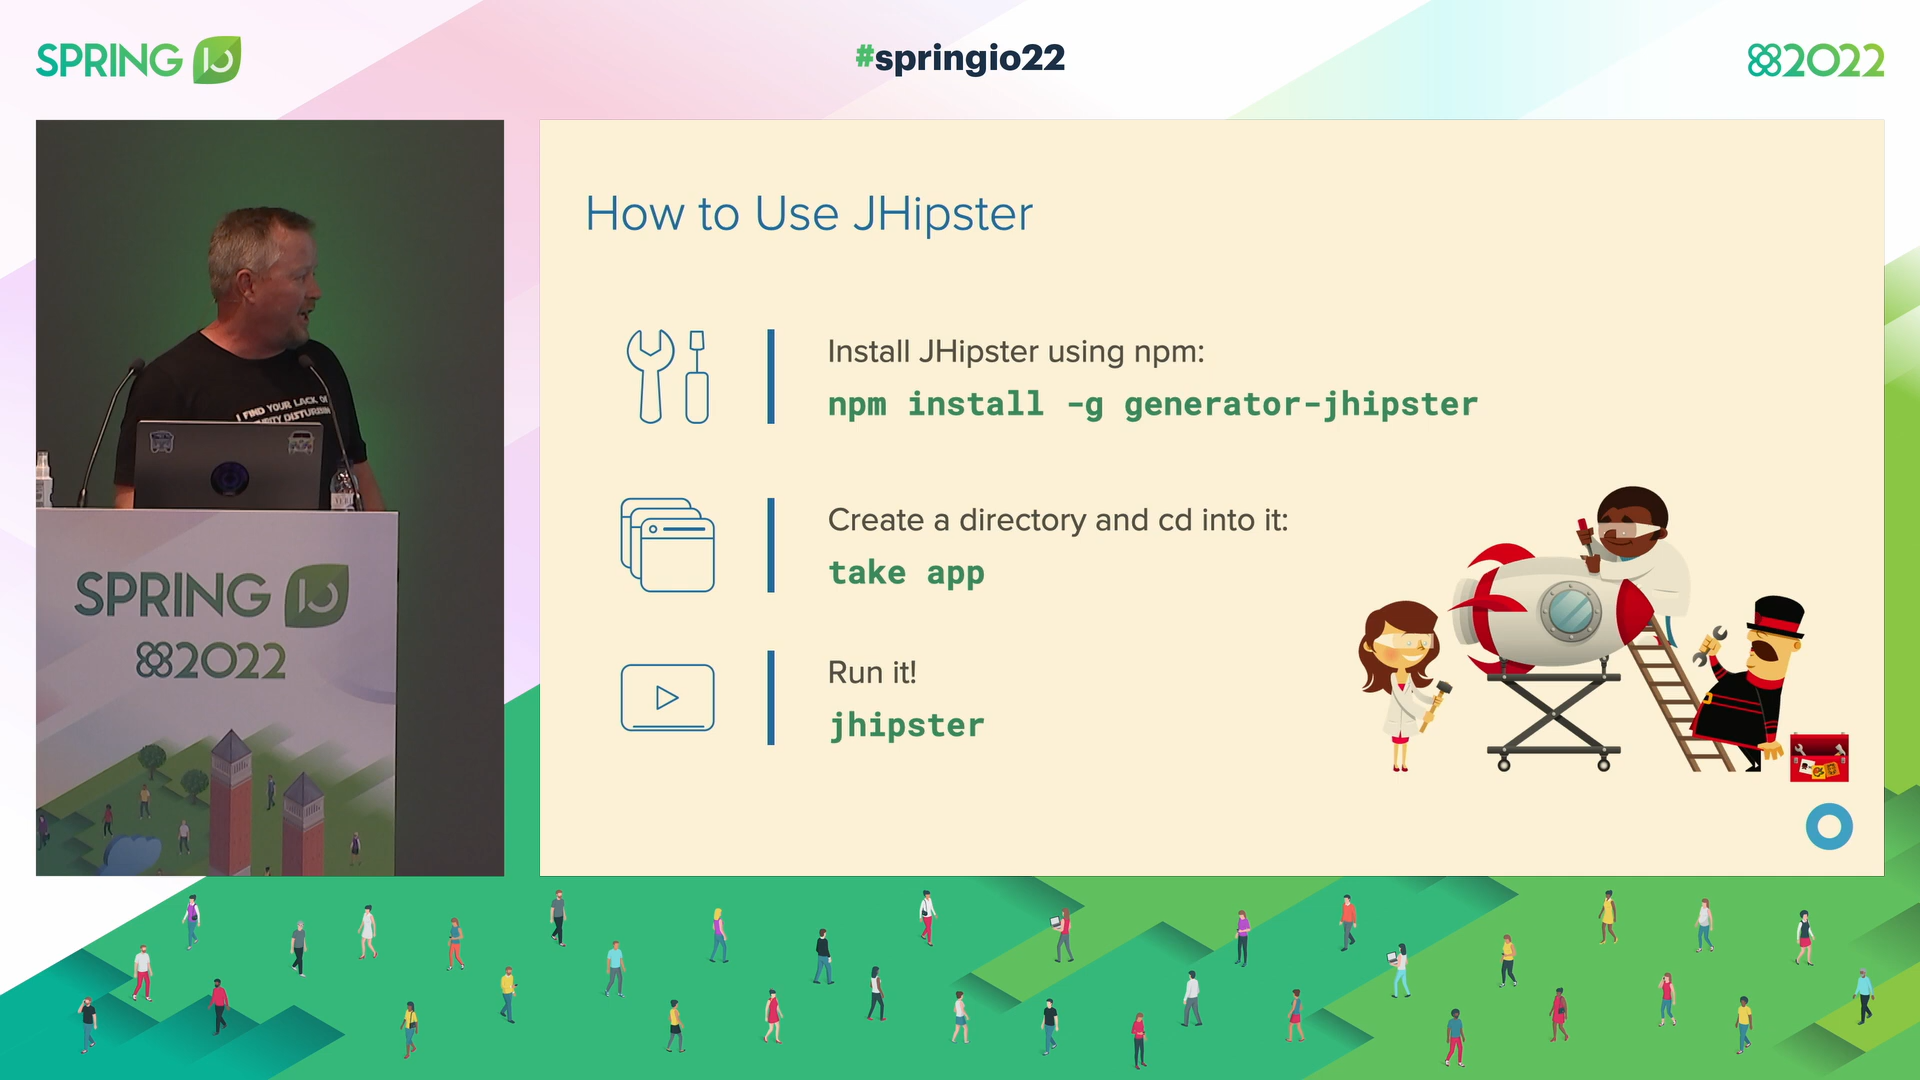 SPRING IO
#springio22
2022
How to Use JHipster
Install JHipster using npm:
npm install -g generator-jhipster
Create a directory and cd into it:
take app
Run it!
jhipster
I FIND YOUR LACK OF
SPRING IO
2022